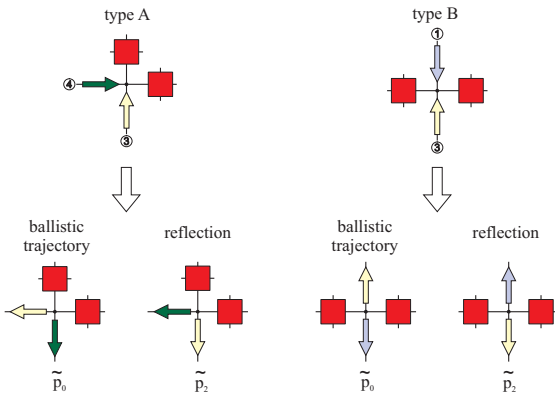 type A
type B
①
④
③
③
ballistic
trajectory
reflection
ballistic
trajectory
reflection
p̃₀
p̃₂
p̃₀
p̃₂